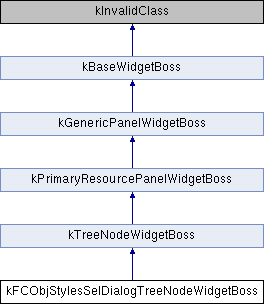 kInvalidClass
kBaseWidgetBoss
kGenericPanelWidgetBoss
kPrimaryResourcePanelWidgetBoss
kTreeNodeWidgetBoss
kFCObjStylesSelDialogTreeNodeWidgetBoss